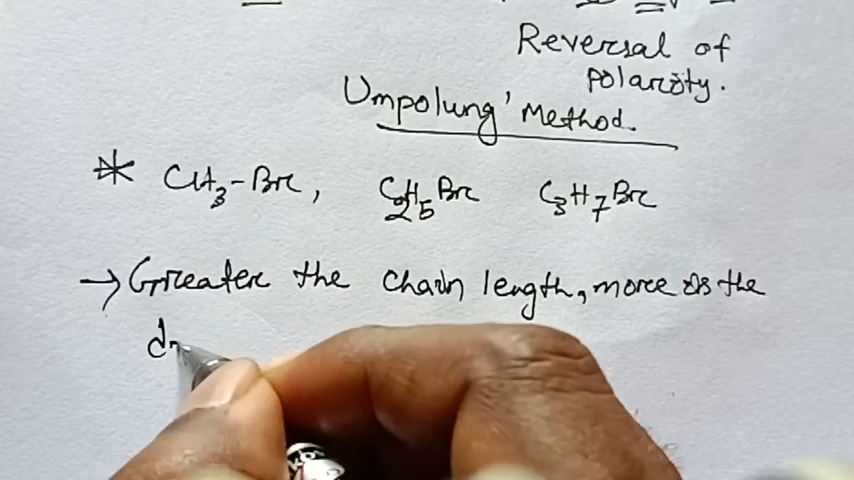 Reversal of
polarity.
Umpolung' Method.
* CH3-Br, C2H5Br C3H7Br
→ Greater the chain length, more is the